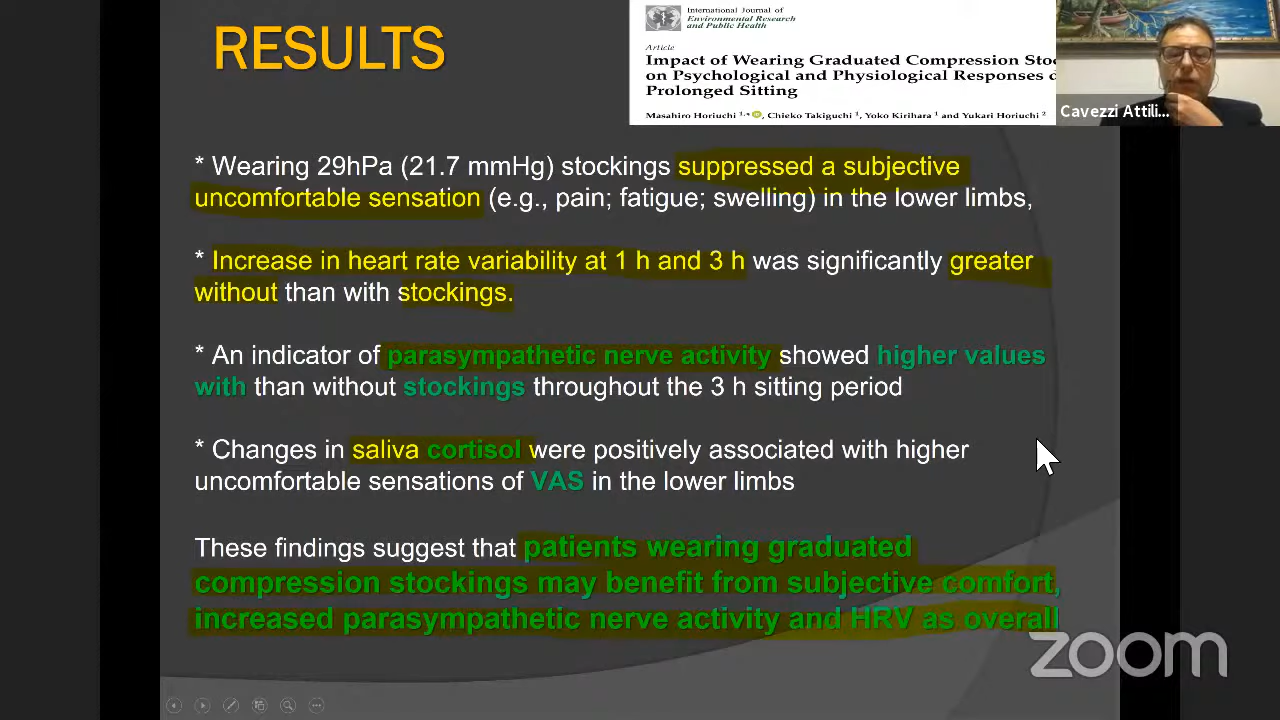 RESULTS
International Journal of
Environmental Research
and Public Health
Article
Impact of Wearing Graduated Compression Sto
on Psychological and Physiological Responses d
Prolonged Sitting
Masahiro Horiuchi 1,* , Chieko Takiguchi 1, Yoko Kirihara 1 and Yukari Horiuchi 2
Cavezzi Attili...
* Wearing 29hPa (21.7 mmHg) stockings suppressed a subjective
uncomfortable sensation (e.g., pain; fatigue; swelling) in the lower limbs,
* Increase in heart rate variability at 1 h and 3 h was significantly greater
without than with stockings.
* An indicator of parasympathetic nerve activity showed higher values
with than without stockings throughout the 3 h sitting period
* Changes in saliva cortisol were positively associated with higher
uncomfortable sensations of VAS in the lower limbs
These findings suggest that patients wearing graduated
compression stockings may benefit from subjective comfort,
increased parasympathetic nerve activity and HRV as overall
zoom